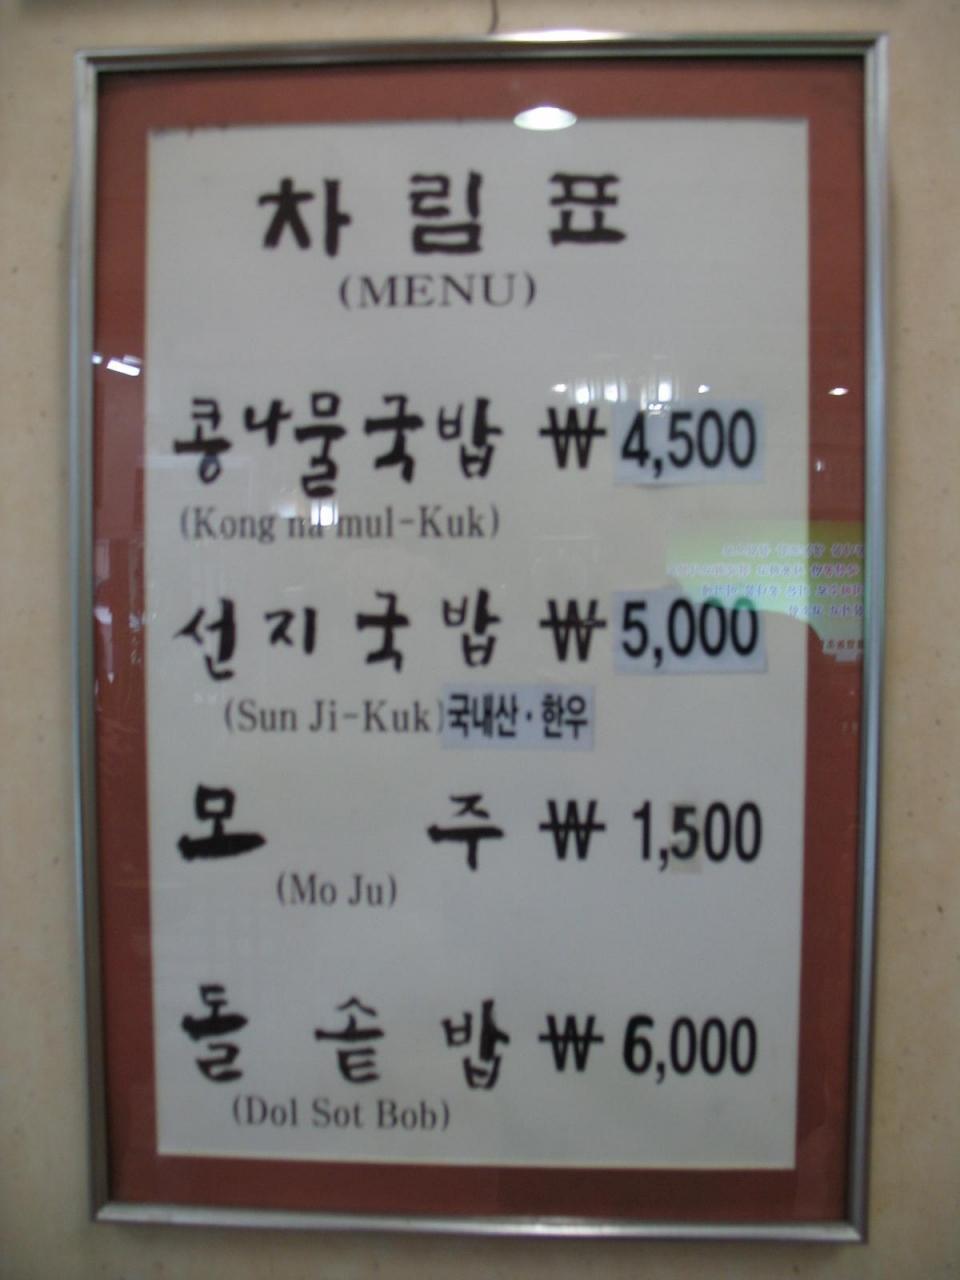 차림표
(MENU)
콩나물국밥 ₩ 4,500
(Kong na mul-Kuk)
선지국밥 ₩ 5,000
(Sun Ji-Kuk) 국내산·한우
모주 ₩ 1,500
(Mo Ju)
돌솥밥 ₩ 6,000
(Dol Sot Bob)